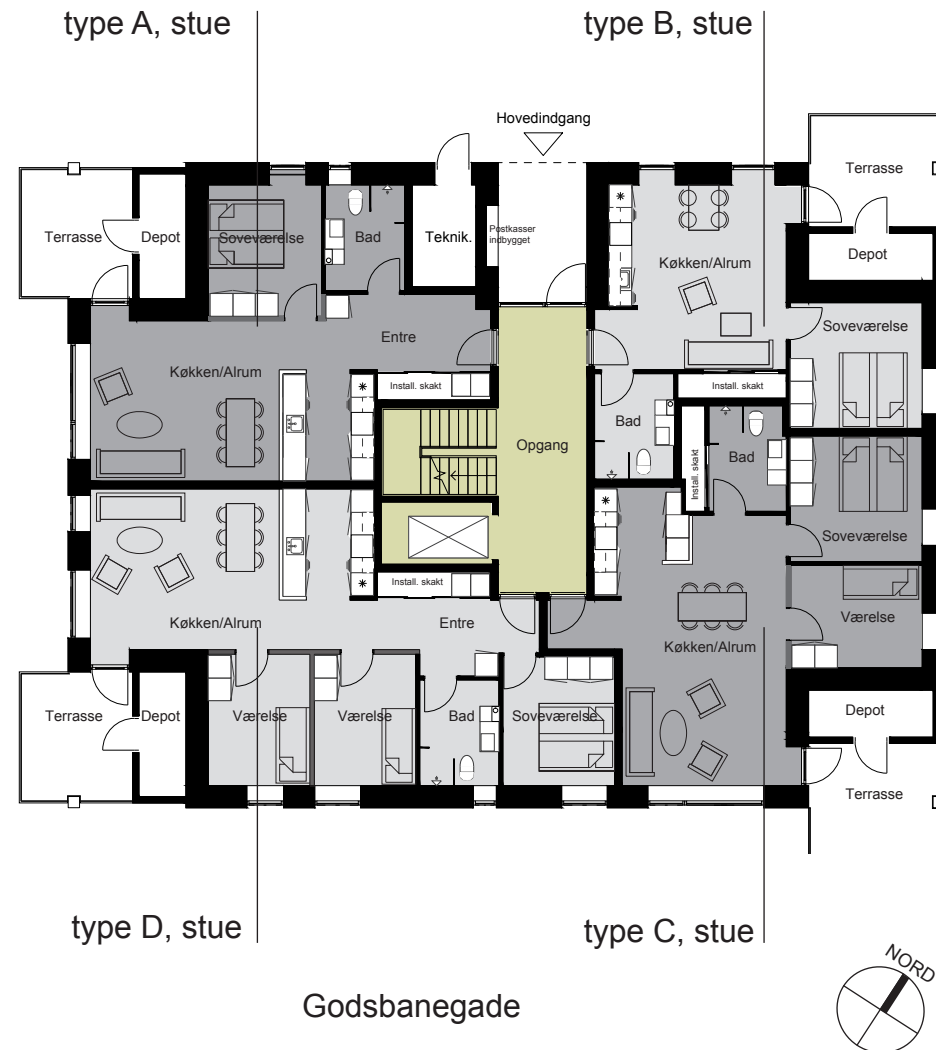 type A, stue
type B, stue
Hovedindgang
Terrasse
Depot
Soveværelse
Bad
Teknik.
Postkasser
indbygget
Køkken/Alrum
Terrasse
Depot
Entre
Køkken/Alrum
Install. skakt
Soveværelse
Install. skakt
Bad
Opgang
Install. skakt
Bad
Soveværelse
Install. skakt
Køkken/Alrum
Entre
Værelse
Køkken/Alrum
Terrasse
Depot
Værelse
Værelse
Bad
Soveværelse
Depot
Terrasse
type D, stue
type C, stue
NORD
Godsbanegade